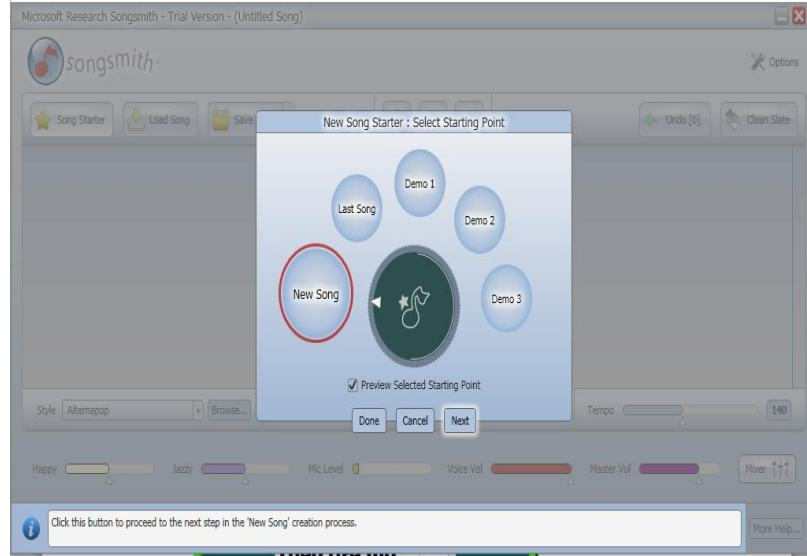 Microsoft Research Songsmith - Trial Version - (Untitled Song)
songsmith
Options
Song Starter
Load Song
Save
Undo [0]
Clean Slate
New Song Starter : Select Starting Point
Demo 1
Last Song
Demo 2
New Song
Demo 3
Preview Selected Starting Point
Done
Cancel
Next
Style
Alternapop
Browse...
Tempo
140
Happy
Jazzy
Mic Level
Voice Vol
Master Vol
Mixer
Click this button to proceed to the next step in the 'New Song' creation process.
More Help...